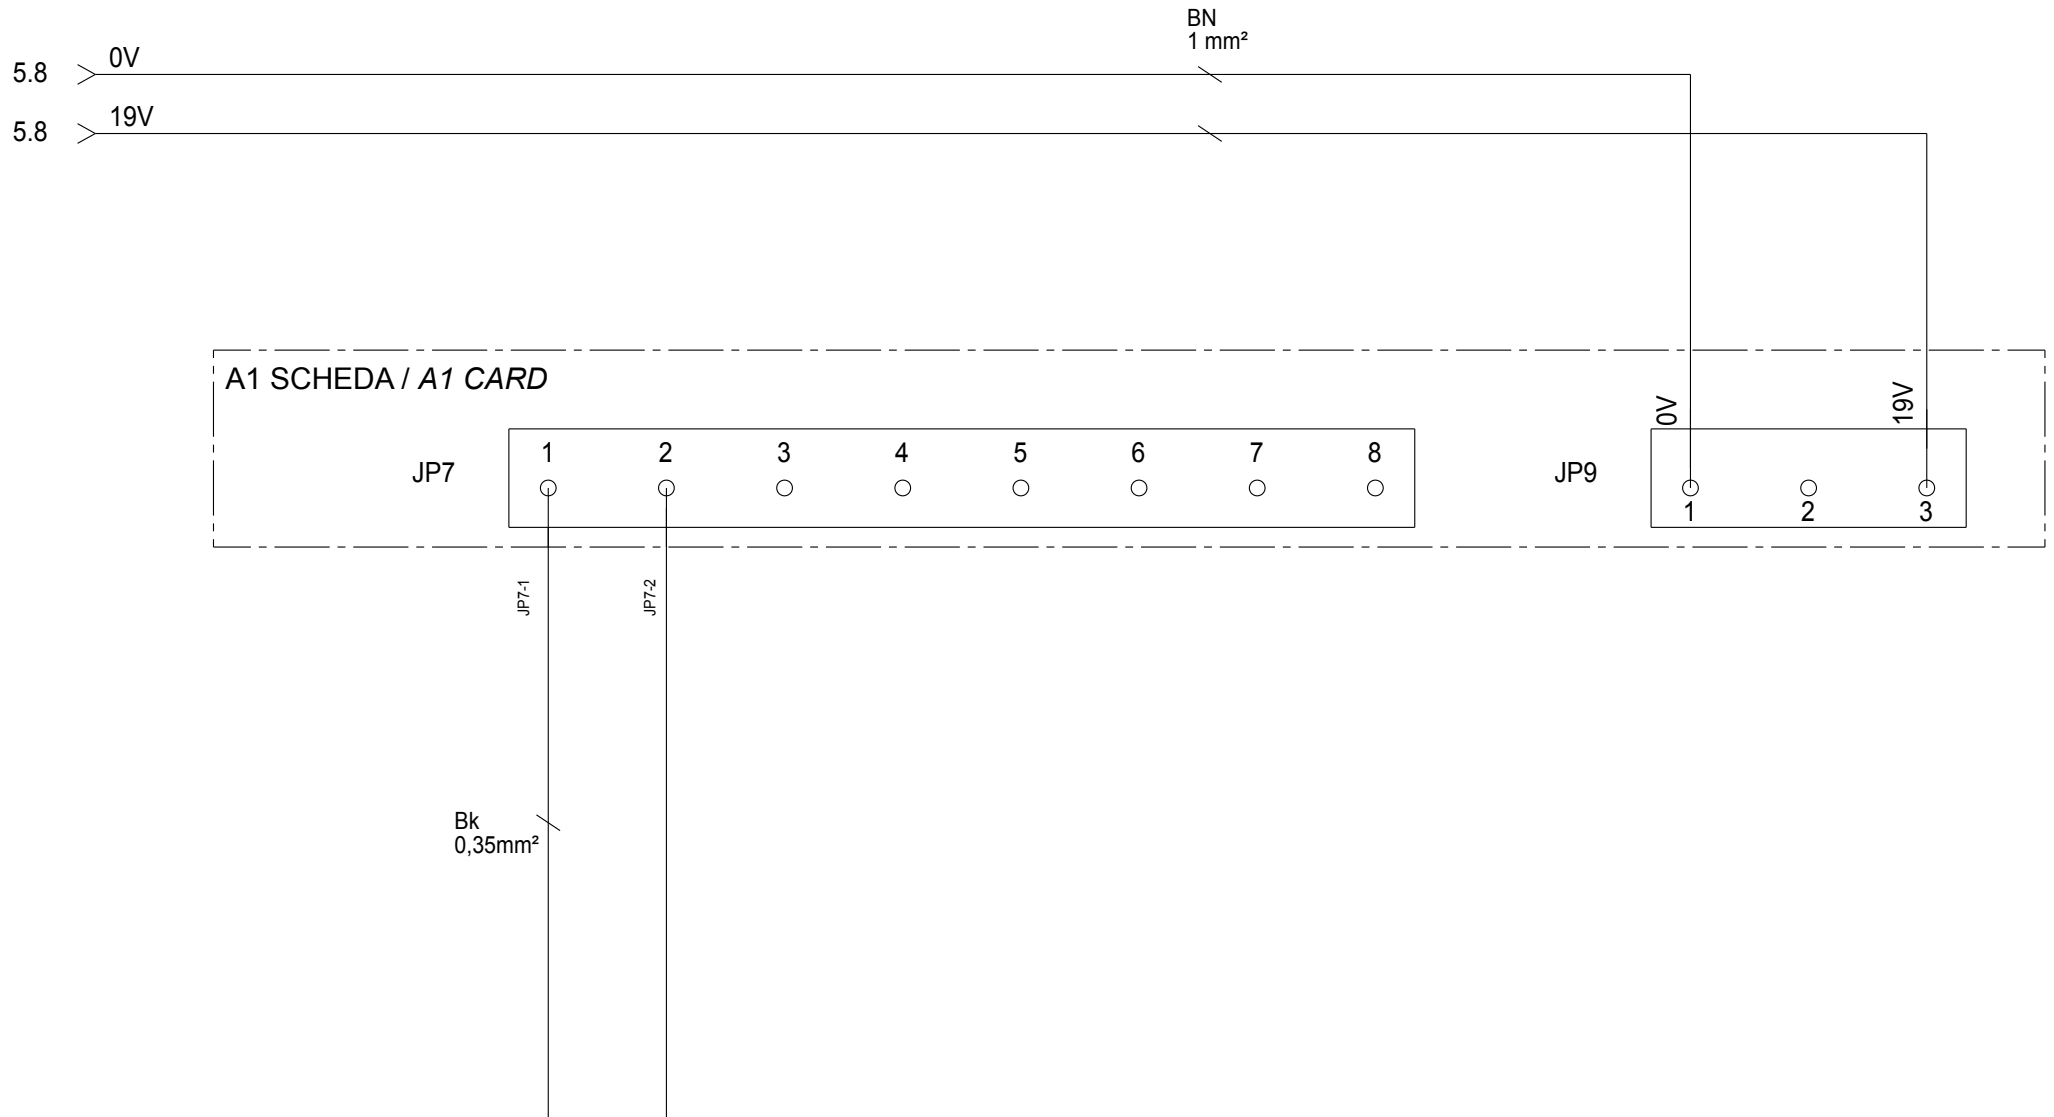 BN
1 mm²
5.8 0V
5.8 19V
A1 SCHEDA / A1 CARD
0V 19V
JP7 1 2 3 4 5 6 7 8
JP9 1 2 3
JP7-1 JP7-2
Bk
0,35mm²